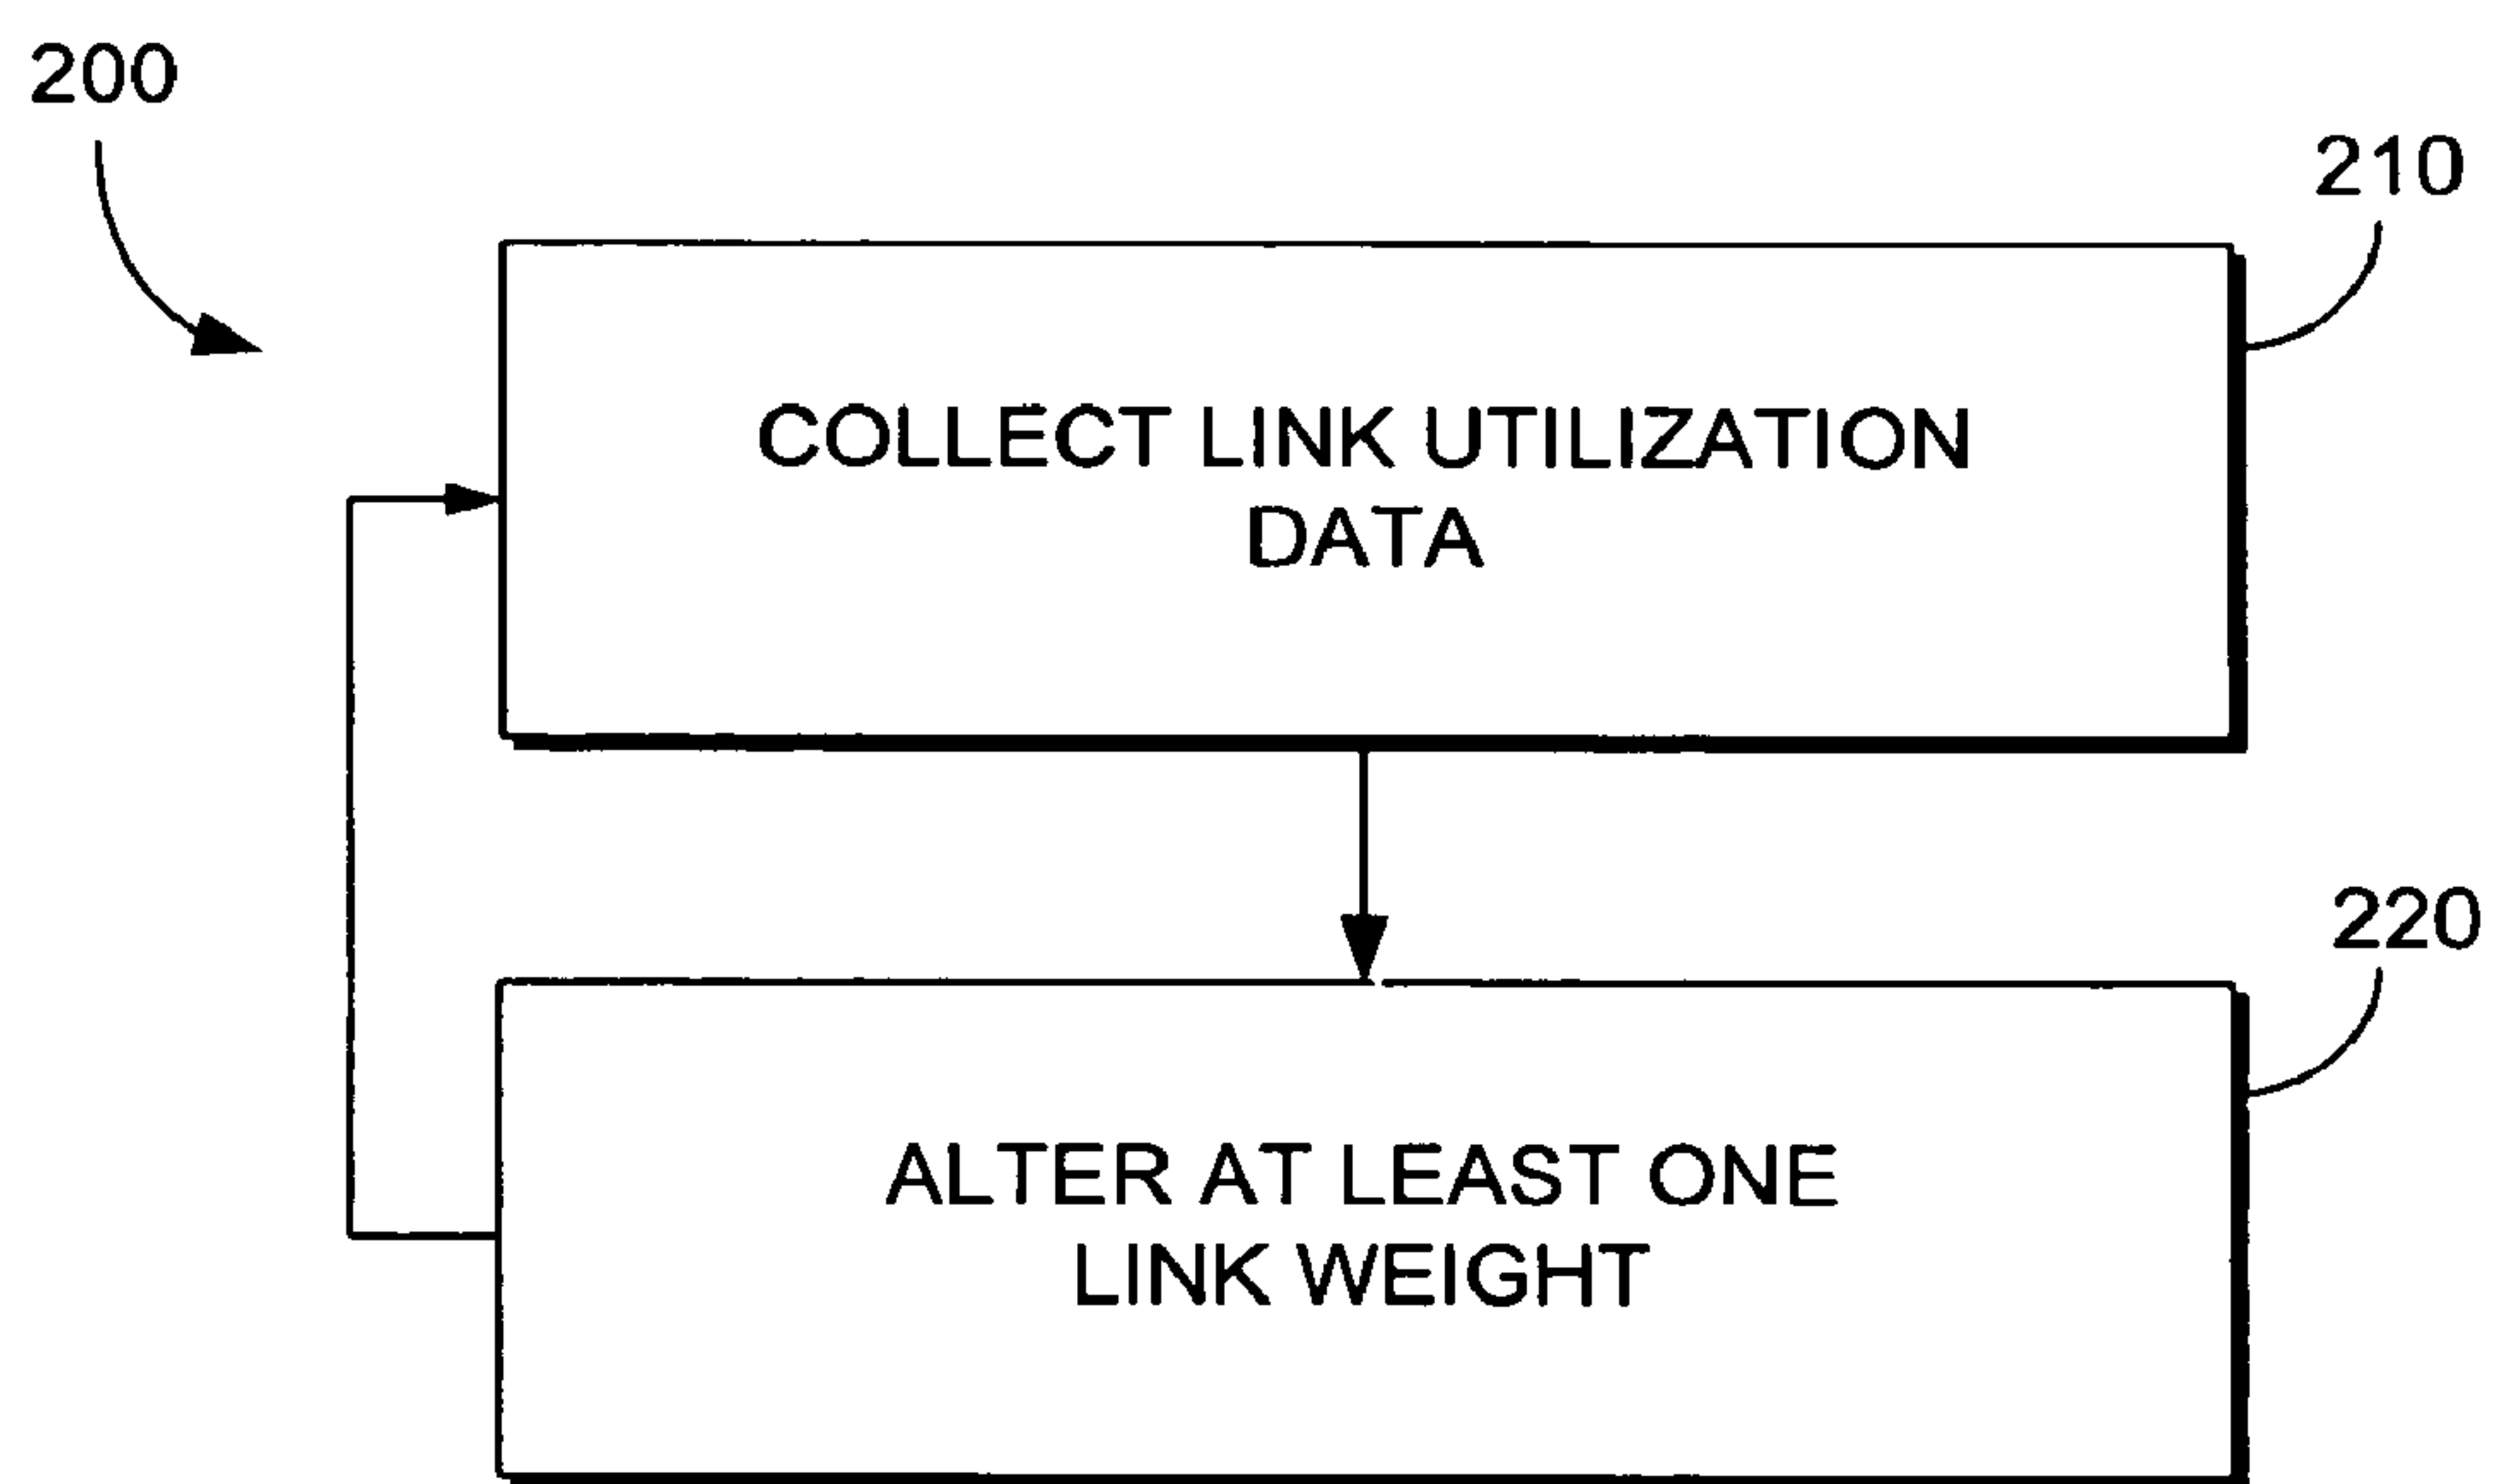 200
210
COLLECT LINK UTILIZATION
DATA
220
ALTER AT LEAST ONE
LINK WEIGHT